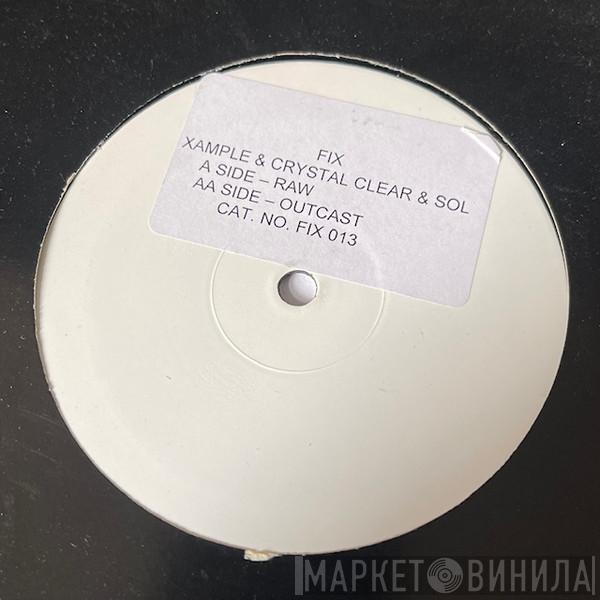 FIX
XAMPLE & CRYSTAL CLEAR & SOL
A SIDE – RAW
AA SIDE – OUTCAST
CAT. NO. FIX 013
МАРКЕТ ВИНИЛА